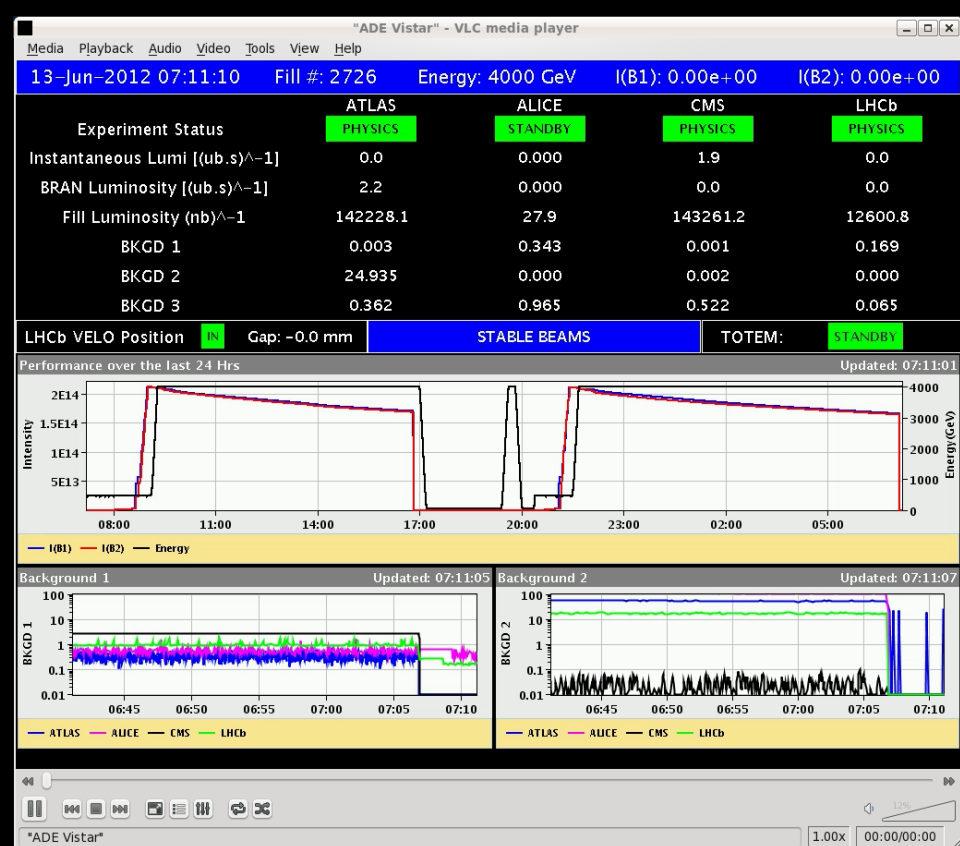 "ADE Vistar" - VLC media player
Media Playback Audio Video Tools View Help
13-Jun-2012 07:11:10 Fill #: 2726 Energy: 4000 GeV I(B1): 0.00e+00 I(B2): 0.00e+00
ATLAS ALICE CMS LHCb
Experiment Status PHYSICS STANDBY PHYSICS PHYSICS
Instantaneous Lumi [(ub.s)^-1] 0.0 0.000 1.9 0.0
BRAN Luminosity [(ub.s)^-1] 2.2 0.000 0.0 0.0
Fill Luminosity (nb)^-1 142228.1 27.9 143261.2 12600.8
BKGD 1 0.003 0.343 0.001 0.169
BKGD 2 24.935 0.000 0.002 0.000
BKGD 3 0.362 0.965 0.522 0.065
LHCb VELO Position IN Gap: -0.0 mm STABLE BEAMS TOTEM: STANDBY
Performance over the last 24 Hrs Updated: 07:11:01
Intensity
2E14
1.5E14
1E14
5E13
4000
3000
2000
1000
0
Energy(GeV)
08:00 11:00 14:00 17:00 20:00 23:00 02:00 05:00
I(B1) I(B2) Energy
Background 1 Updated: 07:11:05
BKGD 1
100
10
1
0.1
0.01
06:45 06:50 06:55 07:00 07:05 07:10
ATLAS ALICE CMS LHCb
Background 2 Updated: 07:11:07
BKGD 2
100
10
1
0.1
0.01
06:45 06:50 06:55 07:00 07:05 07:10
ATLAS ALICE CMS LHCb
12%
"ADE Vistar" 1.00x 00:00/00:00